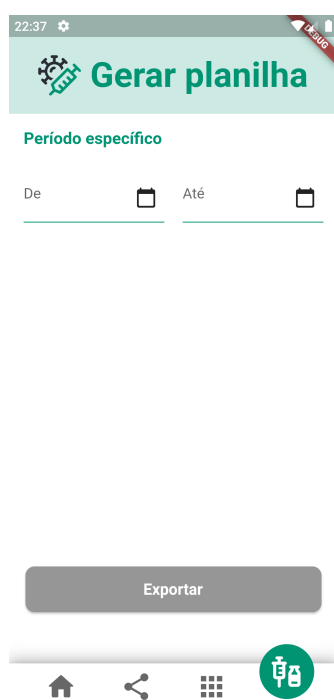 22:37
DEBUG
Gerar planilha
Período específico
De
Até
Exportar